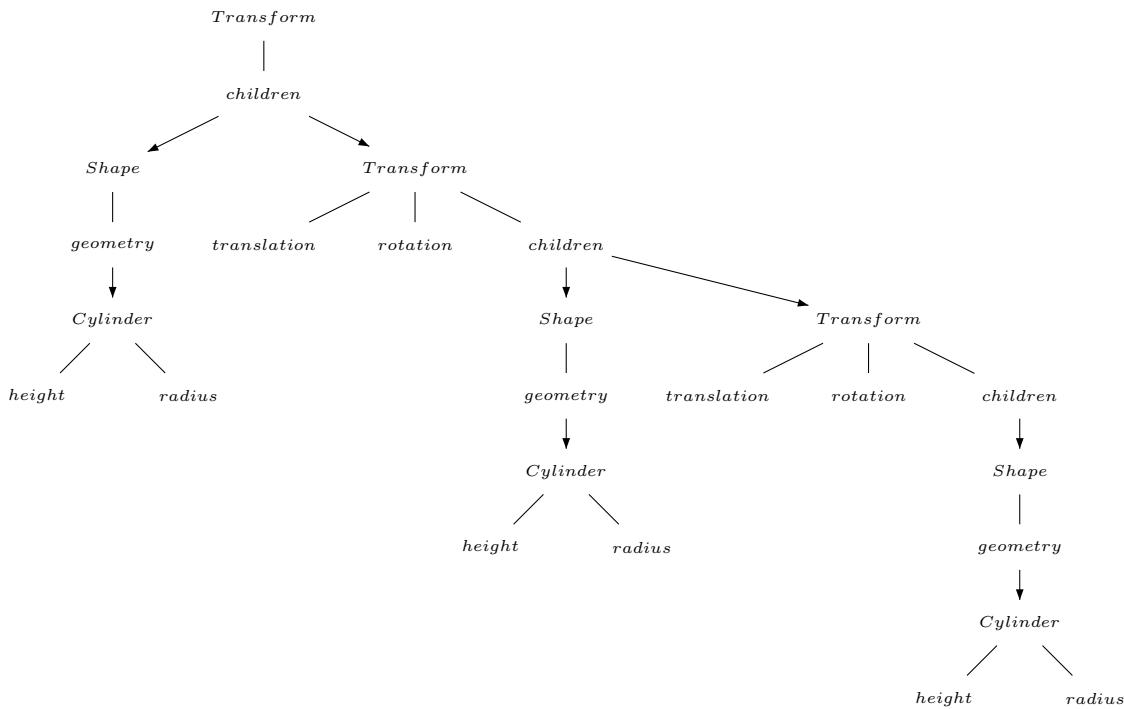 Transform
children
Shape Transform
geometry translation rotation children
Cylinder Shape Transform
height radius geometry translation rotation children
Cylinder Shape
height radius geometry
Cylinder
height radius